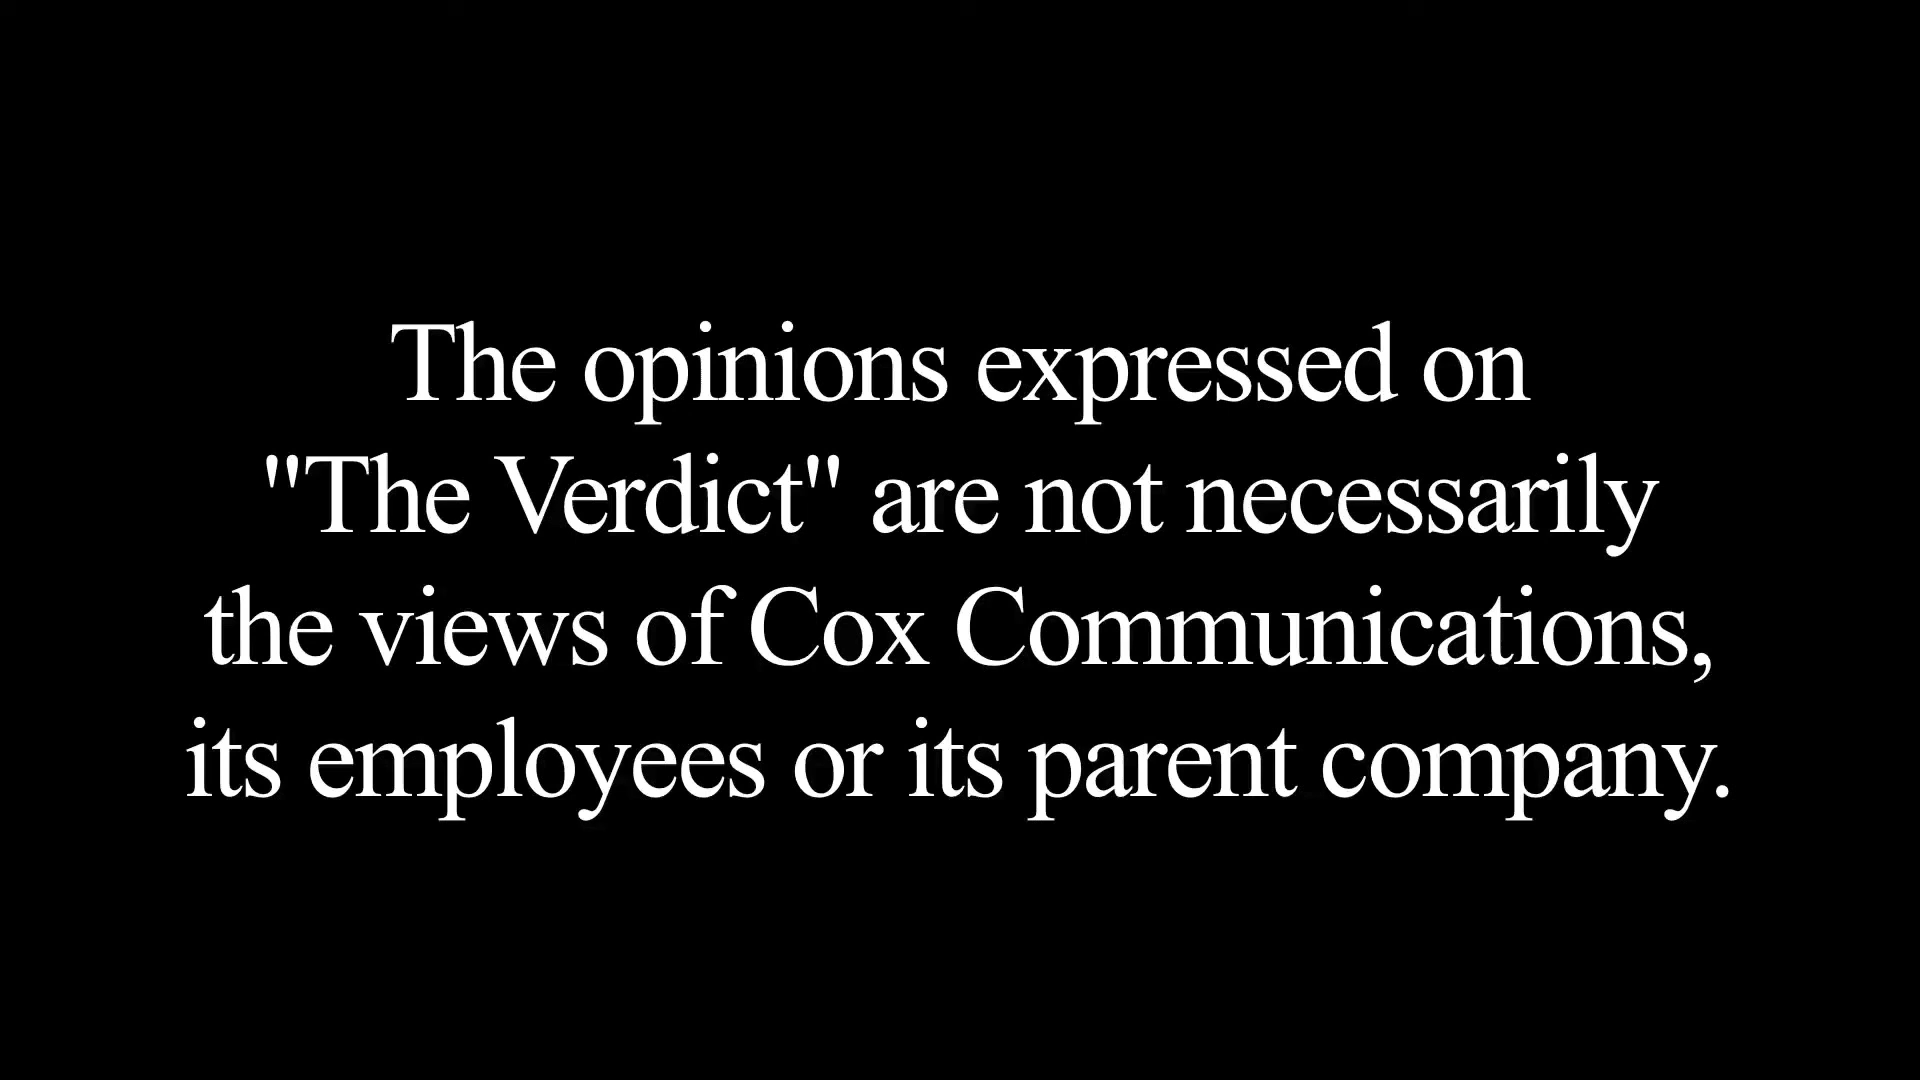 The opinions expressed on
"The Verdict" are not necessarily
the views of Cox Communications,
its employees or its parent company.